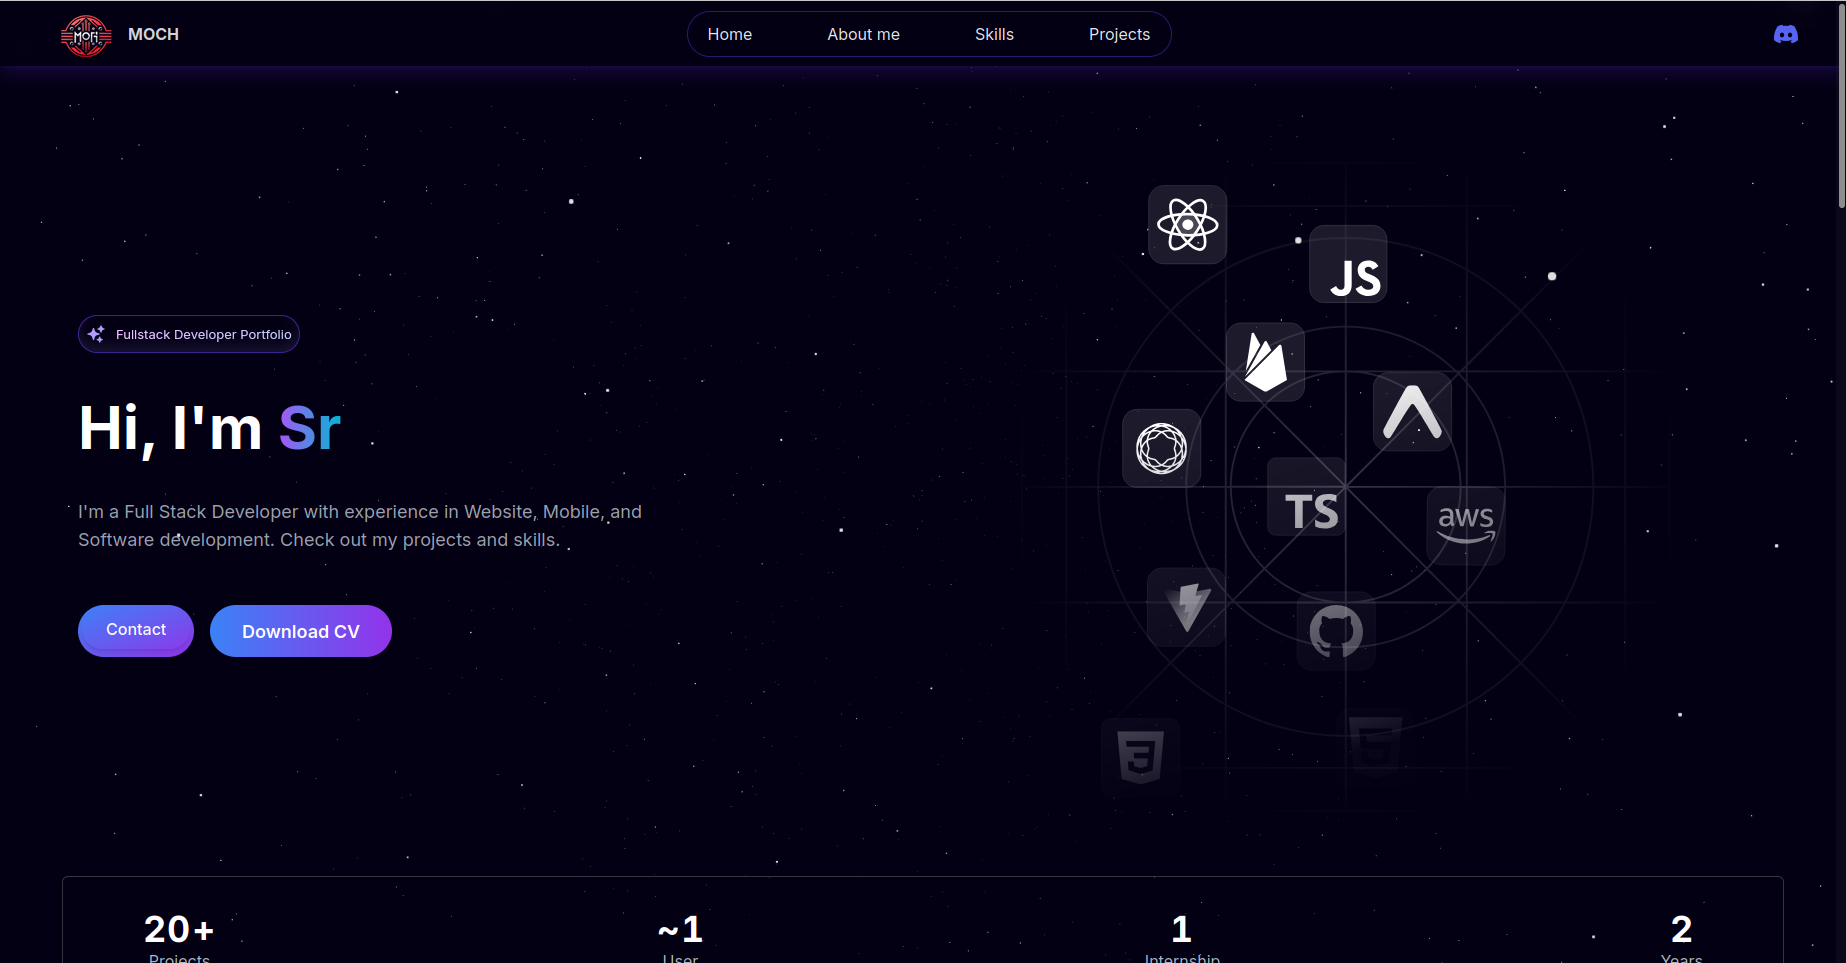 MOCH
MOCH
Home
About me
Skills
Projects
Fullstack Developer Portfolio
Hi, I'm Sr
I'm a Full Stack Developer with experience in Website, Mobile, and
Software development. Check out my projects and skills.
Contact
Download CV
JS
TS
aws
20+
~1
1
2
Projects
User
Internship
Years